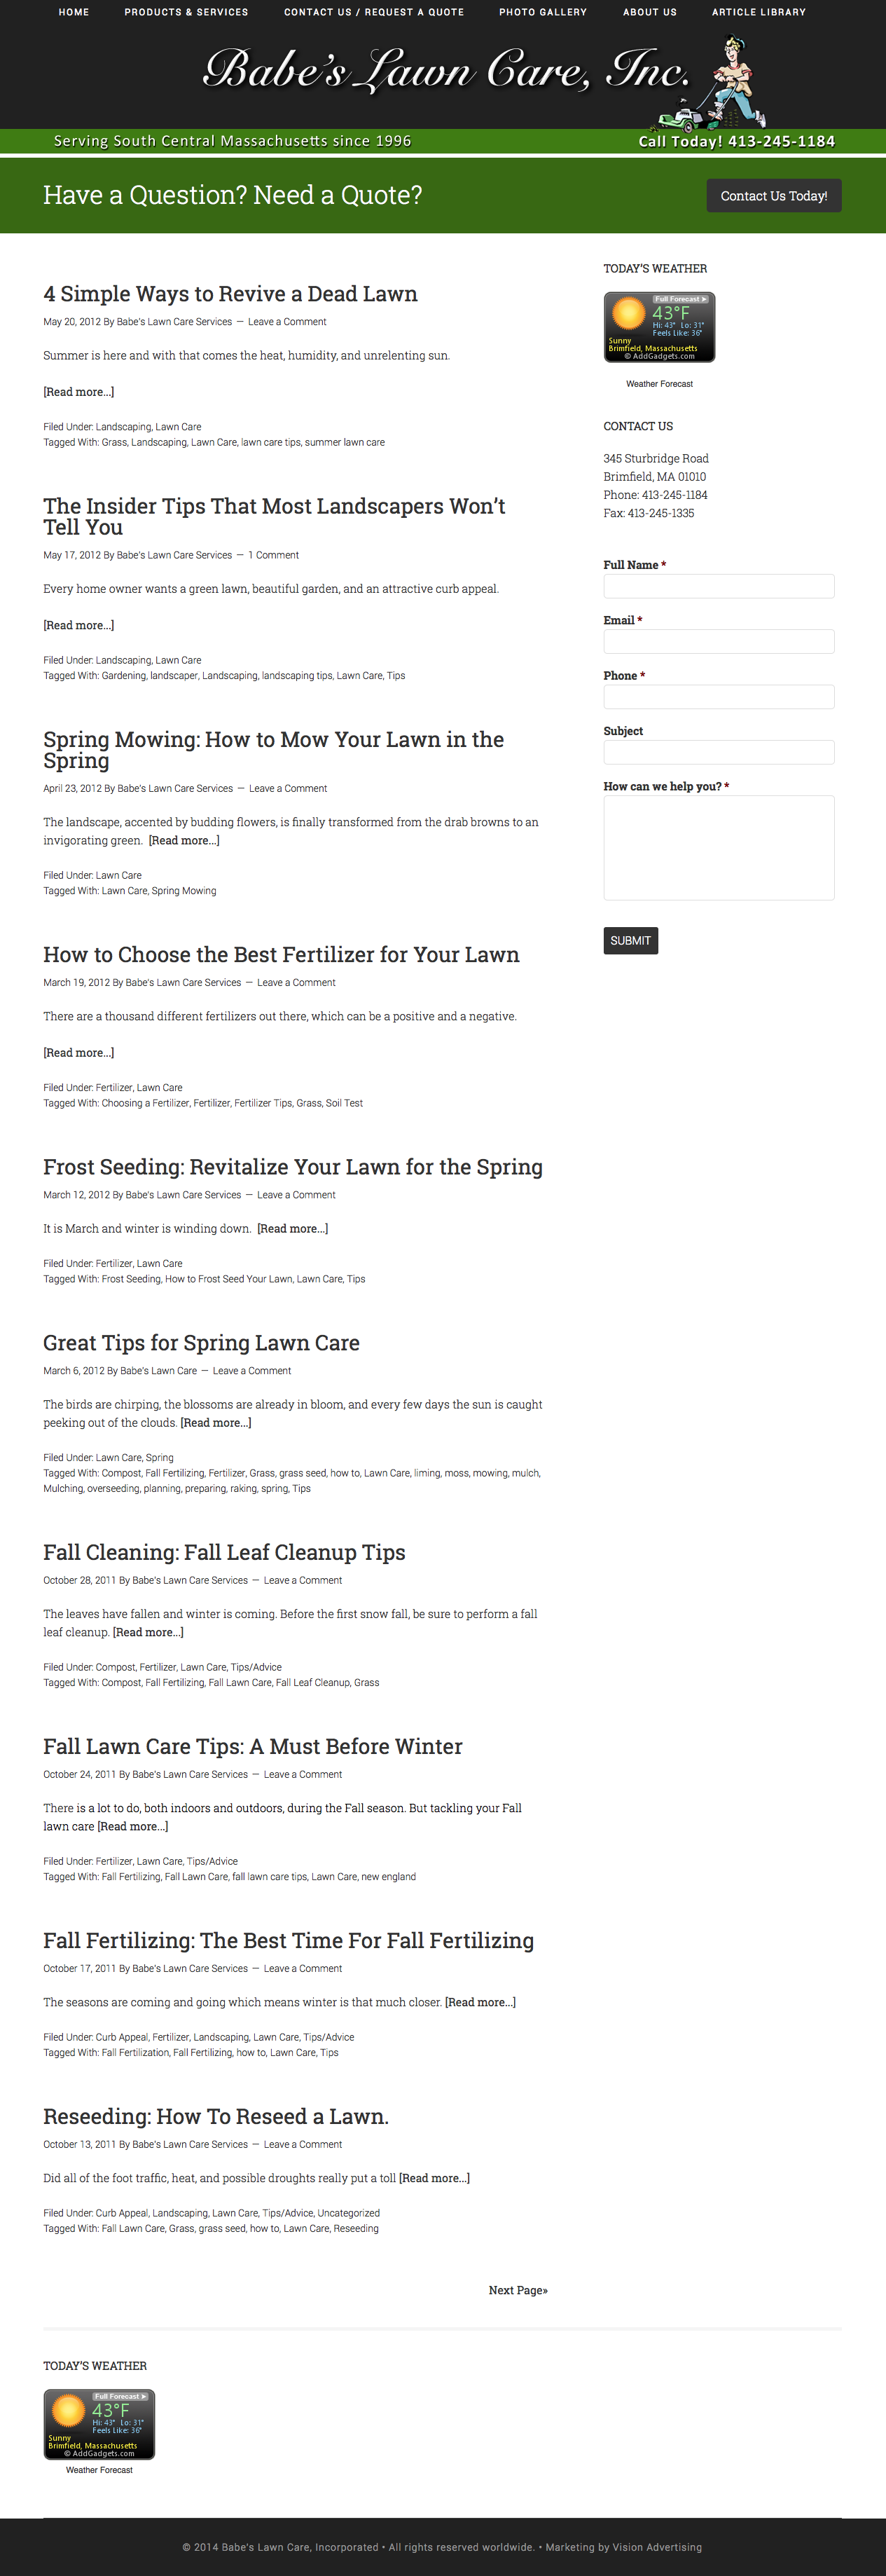 HOME PRODUCTS & SERVICES CONTACT US / REQUEST A QUOTE PHOTO GALLERY ABOUT US ARTICLE LIBRARY
Babe's Lawn Care, Inc.
Serving South Central Massachusetts since 1996
Call Today! 413-245-1184
Have a Question? Need a Quote?
Contact Us Today!
4 Simple Ways to Revive a Dead Lawn
May 20, 2012 By Babe's Lawn Care Services — Leave a Comment
Summer is here and with that comes the heat, humidity, and unrelenting sun.
[Read more...]
Filed Under: Landscaping, Lawn Care
Tagged With: Grass, Landscaping, Lawn Care, lawn care tips, summer lawn care
The Insider Tips That Most Landscapers Won't
Tell You
May 17, 2012 By Babe's Lawn Care Services — 1 Comment
Every home owner wants a green lawn, beautiful garden, and an attractive curb appeal.
[Read more...]
Filed Under: Landscaping, Lawn Care
Tagged With: Gardening, landscaper, Landscaping, landscaping tips, Lawn Care, Tips
Spring Mowing: How to Mow Your Lawn in the
Spring
April 23, 2012 By Babe's Lawn Care Services — Leave a Comment
The landscape, accented by budding flowers, is finally transformed from the drab browns to an
invigorating green. [Read more...]
Filed Under: Lawn Care
Tagged With: Lawn Care, Spring Mowing
How to Choose the Best Fertilizer for Your Lawn
March 19, 2012 By Babe's Lawn Care Services — Leave a Comment
There are a thousand different fertilizers out there, which can be a positive and a negative.
[Read more...]
Filed Under: Fertilizer, Lawn Care
Tagged With: Choosing a Fertilizer, Fertilizer, Fertilizer Tips, Grass, Soil Test
Frost Seeding: Revitalize Your Lawn for the Spring
March 12, 2012 By Babe's Lawn Care Services — Leave a Comment
It is March and winter is winding down. [Read more...]
Filed Under: Fertilizer, Lawn Care
Tagged With: Frost Seeding, How to Frost Seed Your Lawn, Lawn Care, Tips
Great Tips for Spring Lawn Care
March 6, 2012 By Babe's Lawn Care — Leave a Comment
The birds are chirping, the blossoms are already in bloom, and every few days the sun is caught
peeking out of the clouds. [Read more...]
Filed Under: Lawn Care, Spring
Tagged With: Compost, Fall Fertilizing, Fertilizer, Grass, grass seed, how to, Lawn Care, liming, moss, mowing, mulch,
Mulching, overseeding, planning, preparing, raking, spring, Tips
Fall Cleaning: Fall Leaf Cleanup Tips
October 28, 2011 By Babe's Lawn Care Services — Leave a Comment
The leaves have fallen and winter is coming. Before the first snow fall, be sure to perform a fall
leaf cleanup. [Read more...]
Filed Under: Compost, Fertilizer, Lawn Care, Tips/Advice
Tagged With: Compost, Fall Fertilizing, Fall Lawn Care, Fall Leaf Cleanup, Grass
Fall Lawn Care Tips: A Must Before Winter
October 24, 2011 By Babe's Lawn Care Services — Leave a Comment
There is a lot to do, both indoors and outdoors, during the Fall season. But tackling your Fall
lawn care [Read more...]
Filed Under: Fertilizer, Lawn Care, Tips/Advice
Tagged With: Fall Fertilizing, Fall Lawn Care, fall lawn care tips, Lawn Care, new england
Fall Fertilizing: The Best Time For Fall Fertilizing
October 17, 2011 By Babe's Lawn Care Services — Leave a Comment
The seasons are coming and going which means winter is that much closer. [Read more...]
Filed Under: Curb Appeal, Fertilizer, Landscaping, Lawn Care, Tips/Advice
Tagged With: Fall Fertilization, Fall Fertilizing, how to, Lawn Care, Tips
Reseeding: How To Reseed a Lawn.
October 13, 2011 By Babe's Lawn Care Services — Leave a Comment
Did all of the foot traffic, heat, and possible droughts really put a toll [Read more...]
Filed Under: Curb Appeal, Landscaping, Lawn Care, Tips/Advice, Uncategorized
Tagged With: Fall Lawn Care, Grass, grass seed, how to, Lawn Care, Reseeding
Next Page»
TODAY'S WEATHER
Full Forecast
43°F
Hi: 43° Lo: 31°
Feels Like: 36°
Sunny
Brimfield, Massachusetts
© AddGadgets.com
Weather Forecast
CONTACT US
345 Sturbridge Road
Brimfield, MA 01010
Phone: 413-245-1184
Fax: 413-245-1335
Full Name *
Email *
Phone *
Subject
How can we help you? *
SUBMIT
TODAY'S WEATHER
Full Forecast
43°F
Hi: 43° Lo: 31°
Feels Like: 36°
Sunny
Brimfield, Massachusetts
© AddGadgets.com
Weather Forecast
© 2014 Babe's Lawn Care, Incorporated • All rights reserved worldwide. • Marketing by Vision Advertising